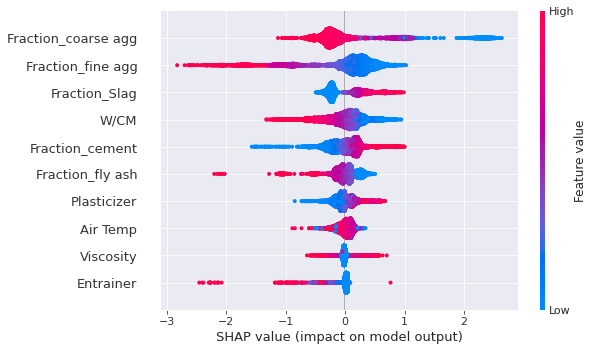 High
Fraction_coarse agg
Fraction_fine agg
Fraction_Slag
W/CM
Fraction_cement
Fraction_fly ash
Plasticizer
Air Temp
Viscosity
Entrainer
Feature value
Low
−3 −2 −1 0 1 2
SHAP value (impact on model output)